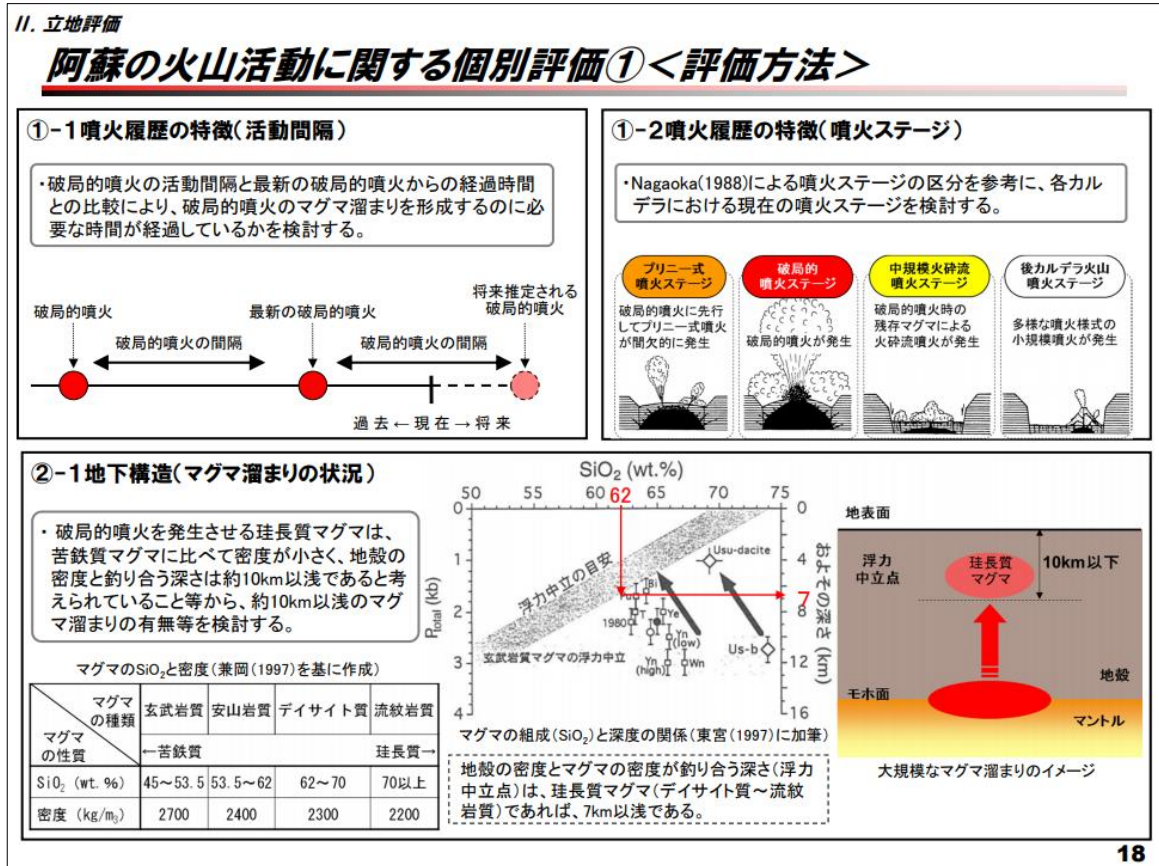 II. 立地評価
阿蘇の火山活動に関する個別評価①＜評価方法＞
①-1噴火履歴の特徴(活動間隔)
・破局的噴火の活動間隔と最新の破局的噴火からの経過時間
との比較により、破局的噴火のマグマ溜まりを形成するのに必
要な時間が経過しているかを検討する。
破局的噴火
最新の破局的噴火
将来推定される
破局的噴火
破局的噴火の間隔
破局的噴火の間隔
過去←現在→将来
①-2噴火履歴の特徴(噴火ステージ)
・Nagaoka(1988)による噴火ステージの区分を参考に、各カル
デラにおける現在の噴火ステージを検討する。
プリニー式
噴火ステージ
破局的噴火に先行
してプリニー式噴火
が間欠的に発生
破局的
噴火ステージ
破局的噴火が発生
中規模火砕流
噴火ステージ
破局的噴火時の
残存マグマによる
火砕流噴火が発生
後カルデラ火山
噴火ステージ
多様な噴火様式の
小規模噴火が発生
②-1地下構造(マグマ溜まりの状況)
・破局的噴火を発生させる珪長質マグマは、
苦鉄質マグマに比べて密度が小さく、地殻の
密度と釣り合う深さは約10km以浅であると考
えられていること等から、約10km以浅のマグ
マ溜まりの有無等を検討する。
マグマのSiO₂と密度(兼岡(1997)を基に作成)
マグマ
の種類
マグマ
の性質
玄武岩質 安山岩質 デイサイト質 流紋岩質
←苦鉄質 珪長質→
SiO₂ (wt. %) 45～53.5 53.5～62 62～70 70以上
密度 (kg/m₃) 2700 2400 2300 2200
SiO₂ (wt.%)
50 55 60 62 65 70 75
0 0
1 4
2 8
3 12
4 16
7
Ptotal (kb)
およその深さ (km)
浮力中立の目安
玄武岩質マグマの浮力中立
Usu-dacite
Us-b
Bi
T
Ye
1980
Yn
(low)
Yn
(high)
Wn
マグマの組成(SiO₂)と深度の関係(東宮(1997)に加筆)
地殻の密度とマグマの密度が釣り合う深さ(浮力
中立点)は、珪長質マグマ(デイサイト質～流紋
岩質)であれば、7km以浅である。
地表面
浮力
中立点
珪長質
マグマ
10km以下
地殻
モホ面
マントル
大規模なマグマ溜まりのイメージ
18